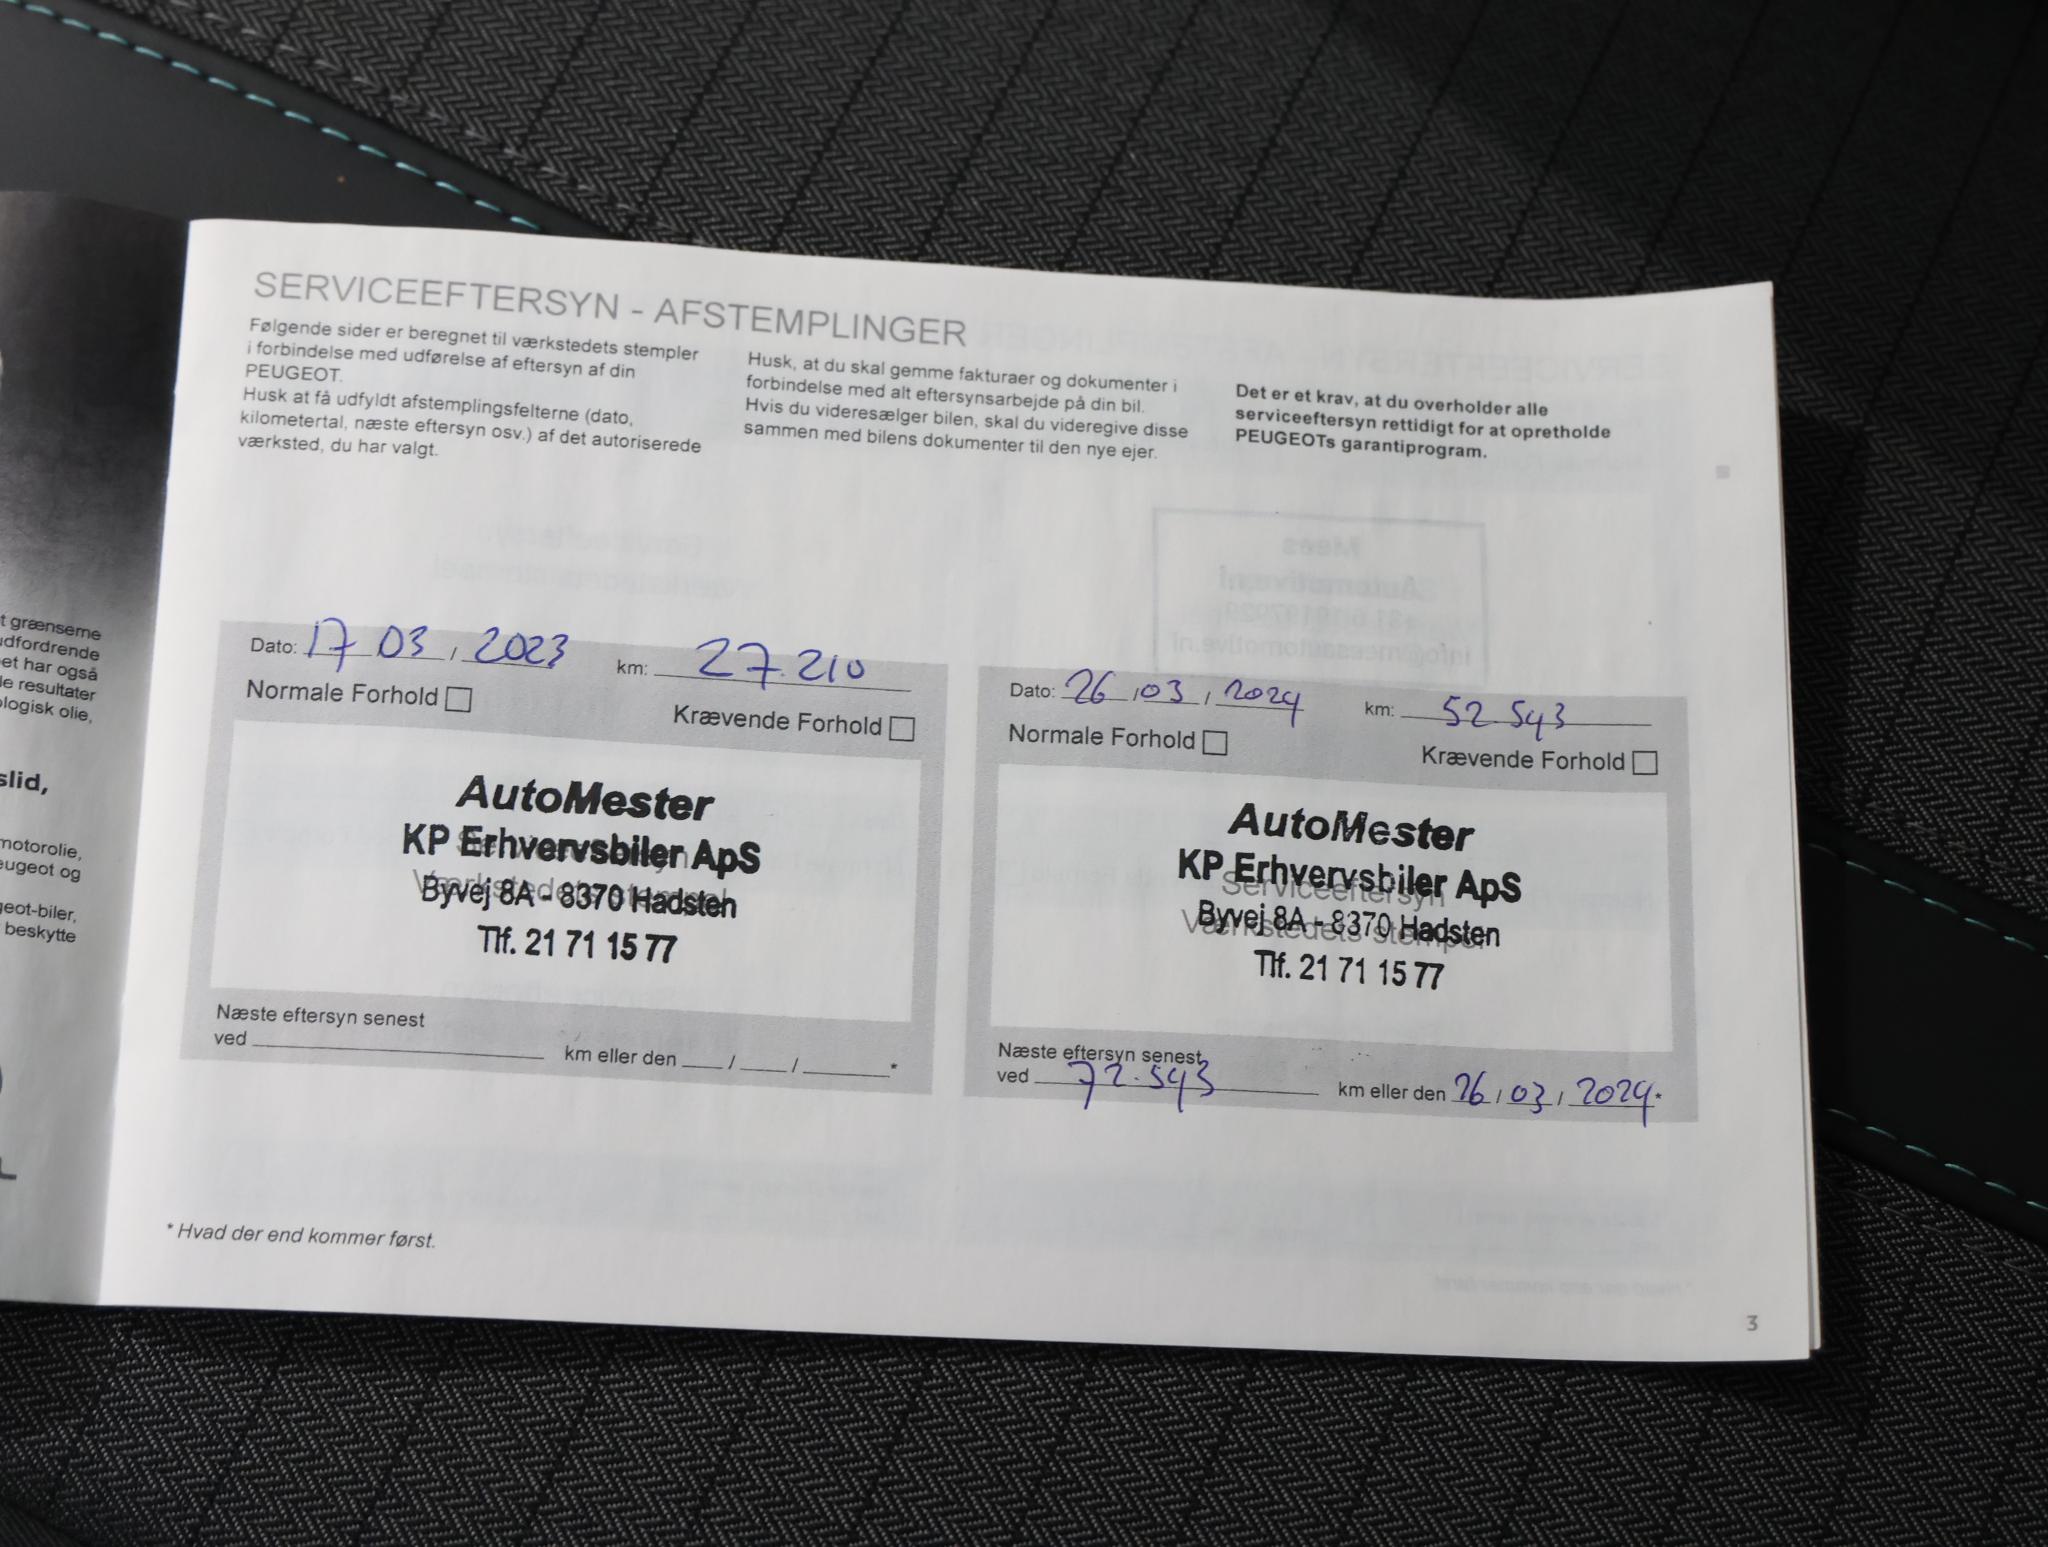 SERVICEEFTERSYN - AFSTEMPLINGER
Følgende sider er beregnet til værkstedets stempler
i forbindelse med udførelse af eftersyn af din
PEUGEOT.
Husk at få udfyldt afstemplingsfelterne (dato,
kilometertal, næste eftersyn osv.) af det autoriserede
værksted, du har valgt.
Husk, at du skal gemme fakturaer og dokumenter i
forbindelse med alt eftersynsarbejde på din bil.
Hvis du videresælger bilen, skal du videregive disse
sammen med bilens dokumenter til den nye ejer.
Det er et krav, at du overholder alle
serviceeftersyn rettidigt for at opretholde
PEUGEOTs garantiprogram.
t grænserne
udfordrende
et har også
le resultater
ologisk olie,
slid,
motorolie,
eugeot og
geot-biler,
beskytte
Dato: 17 03 / 2023 km: 27.210
Normale Forhold
Krævende Forhold
AutoMester
KP Erhvervsbiler ApS
Serviceeftersyn
Byvej 8A - 8370 Hadsten
Værkstedets stempel
Tlf. 21 71 15 77
Næste eftersyn senest
ved km eller den / / *
Dato: 26 / 03 / 2024 km: 52.543
Normale Forhold
Krævende Forhold
AutoMester
KP Erhvervsbiler ApS
Serviceeftersyn
Byvej 8A - 8370 Hadsten
Værkstedets stempel
Tlf. 21 71 15 77
Næste eftersyn senest
ved 72.543 km eller den 26 / 03 / 2024 *
* Hvad der end kommer først.
3